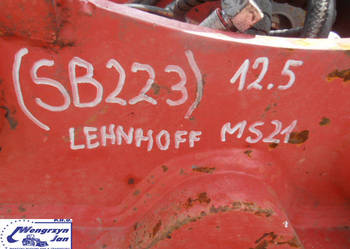 (SB223) 12.5
LEHNHOFF MS21
Wengrzyn
Jan